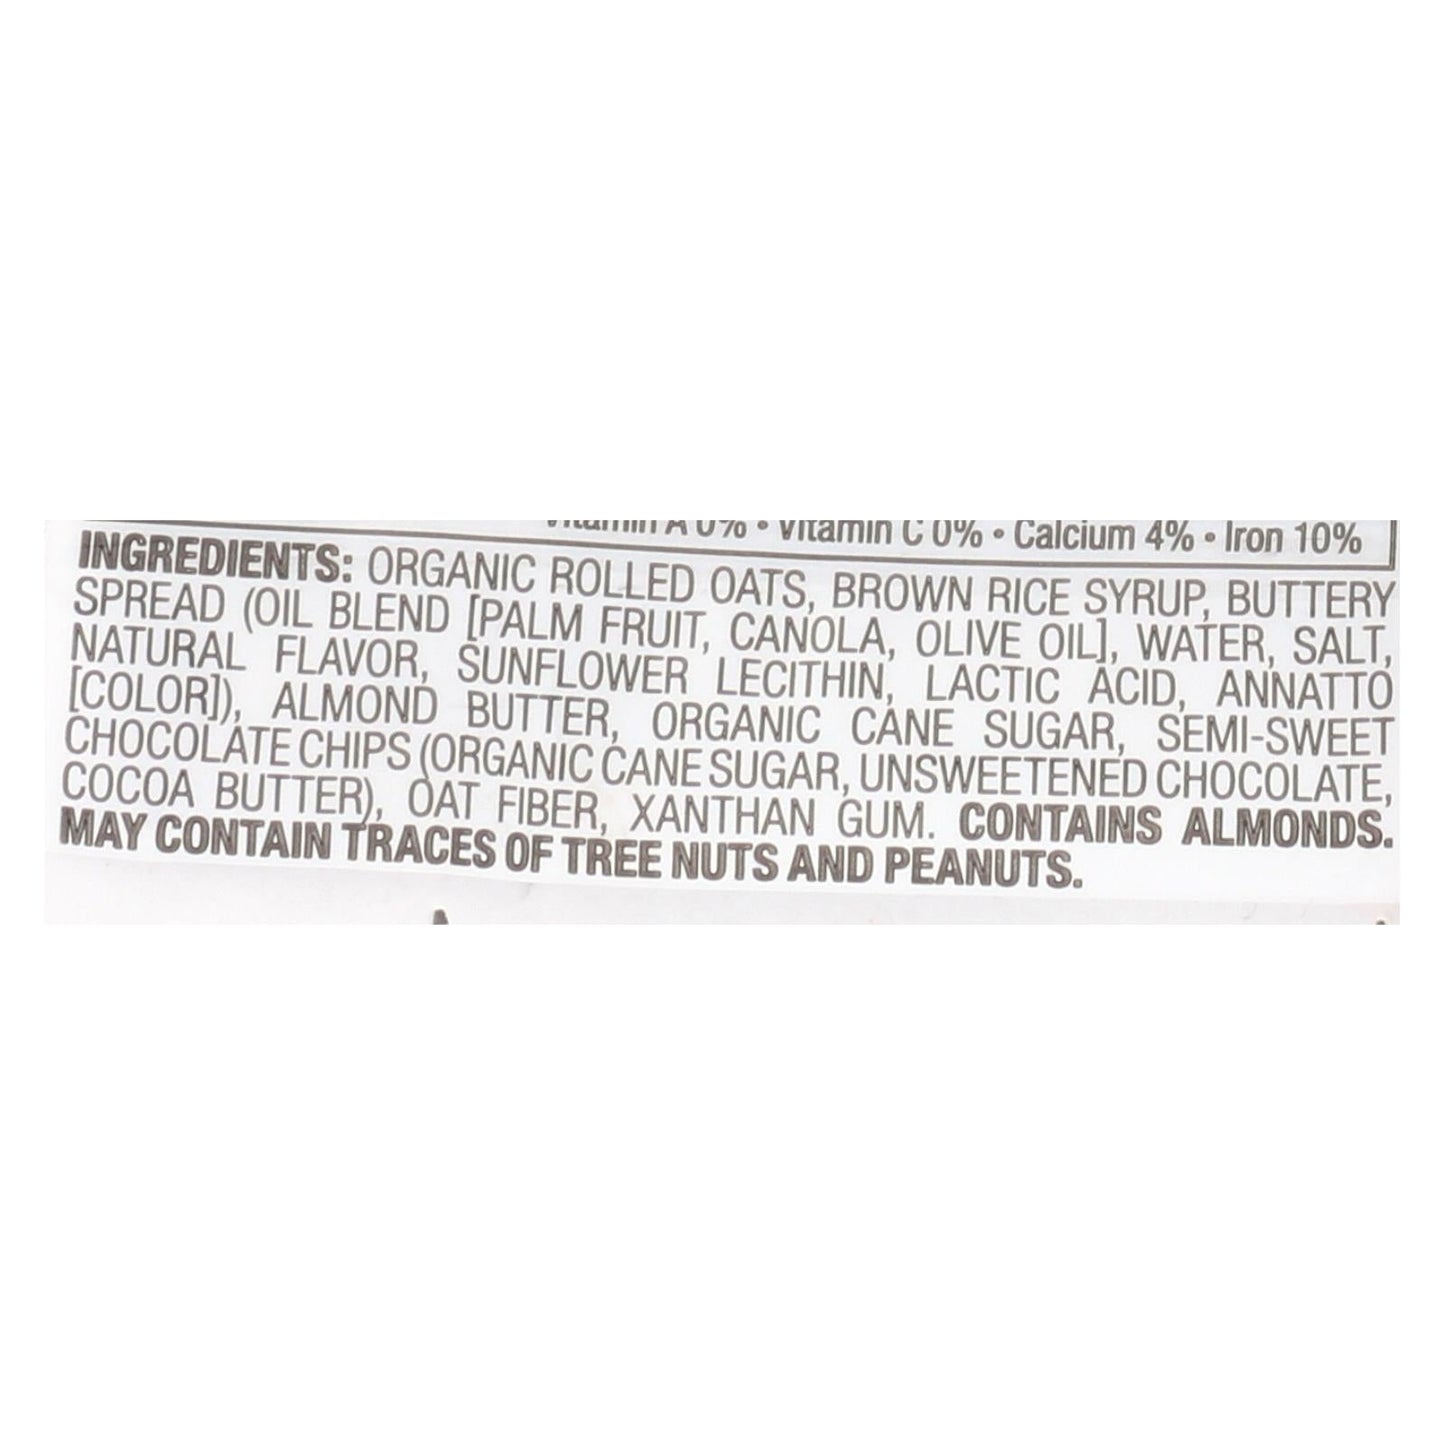 Vitamin A 0% • Vitamin C 0% • Calcium 4% • Iron 10%
INGREDIENTS: ORGANIC ROLLED OATS, BROWN RICE SYRUP, BUTTERY
SPREAD (OIL BLEND [PALM FRUIT, CANOLA, OLIVE OIL], WATER, SALT,
NATURAL FLAVOR, SUNFLOWER LECITHIN, LACTIC ACID, ANNATTO
[COLOR]), ALMOND BUTTER, ORGANIC CANE SUGAR, SEMI-SWEET
CHOCOLATE CHIPS (ORGANIC CANE SUGAR, UNSWEETENED CHOCOLATE,
COCOA BUTTER), OAT FIBER, XANTHAN GUM. CONTAINS ALMONDS.
MAY CONTAIN TRACES OF TREE NUTS AND PEANUTS.